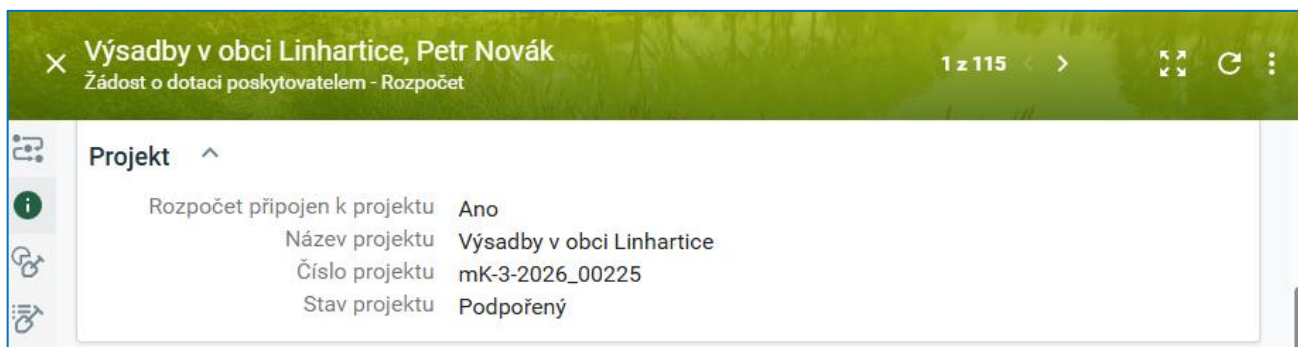 Výsadby v obci Linhartice, Petr Novák
Žádost o dotaci poskytovatelem - Rozpočet
1 z 115
Projekt
Rozpočet připojen k projektu Ano
Název projektu Výsadby v obci Linhartice
Číslo projektu mK-3-2026_00225
Stav projektu Podpořený